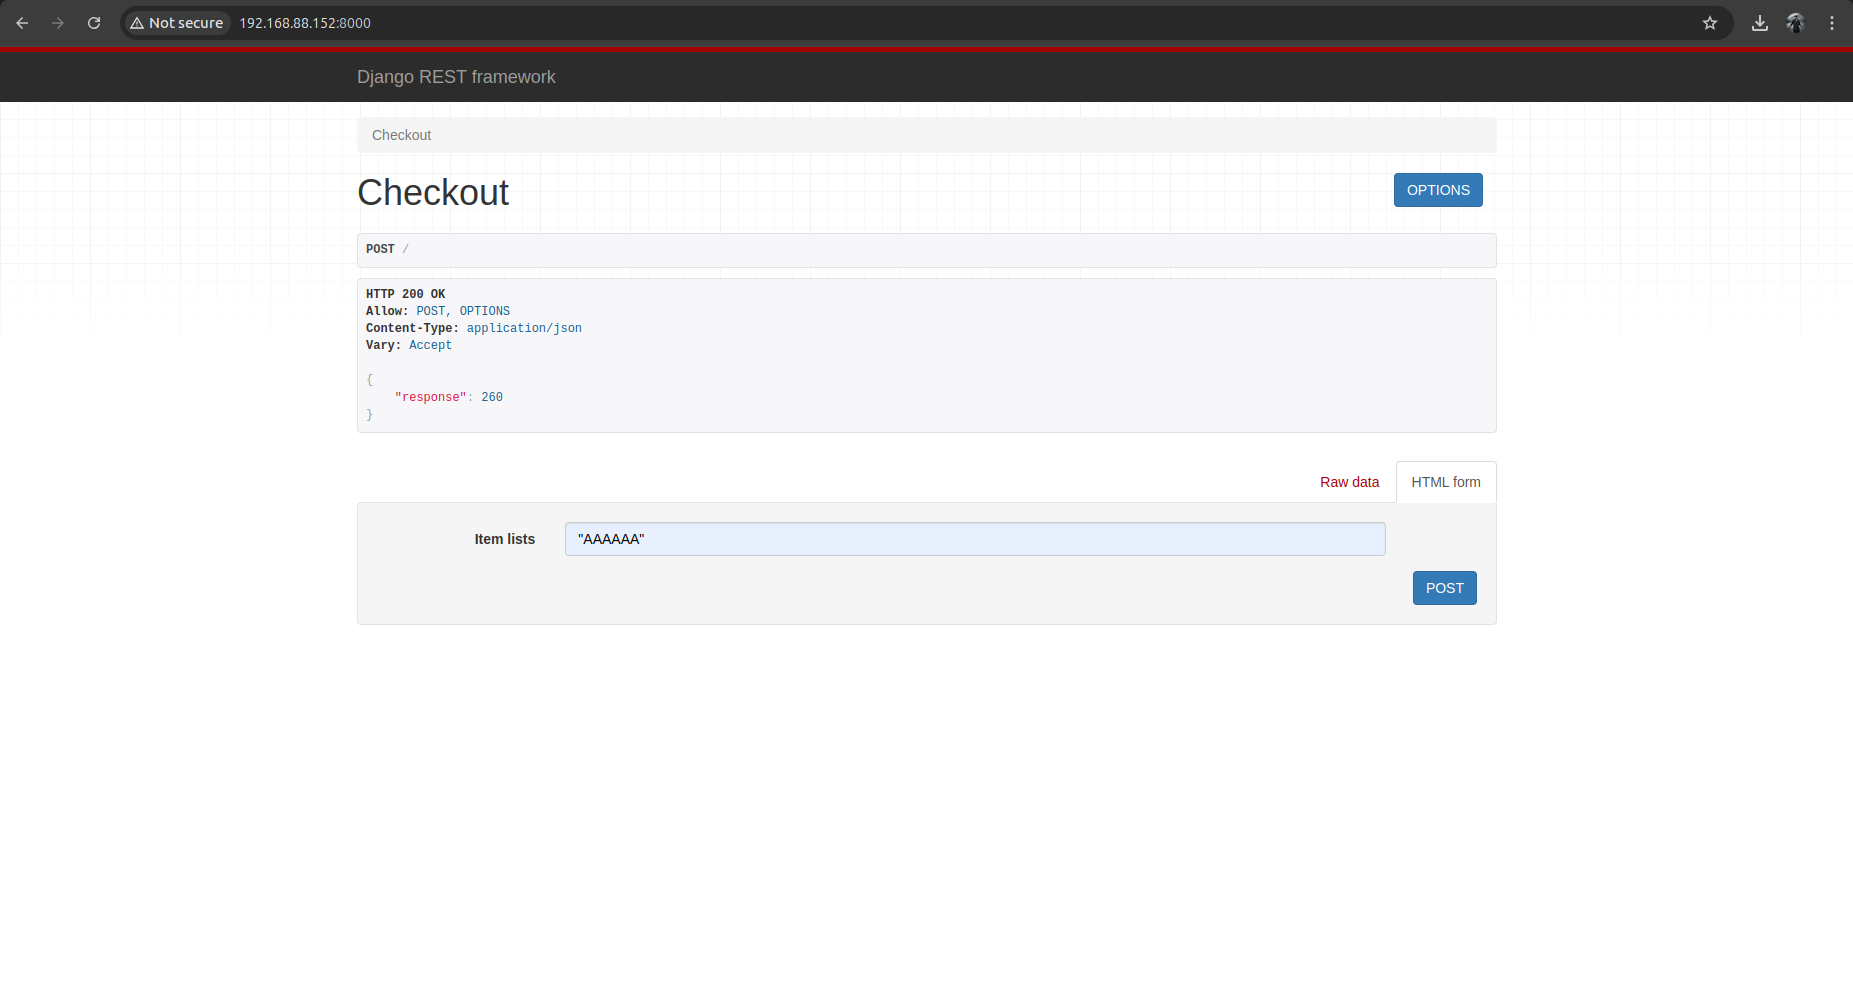 Not secure 192.168.88.152:8000
Django REST framework
Checkout
Checkout
OPTIONS
POST /
HTTP 200 OK
Allow: POST, OPTIONS
Content-Type: application/json
Vary: Accept
{
    "response": 260
}
Raw data HTML form
Item lists "AAAAAA"
POST